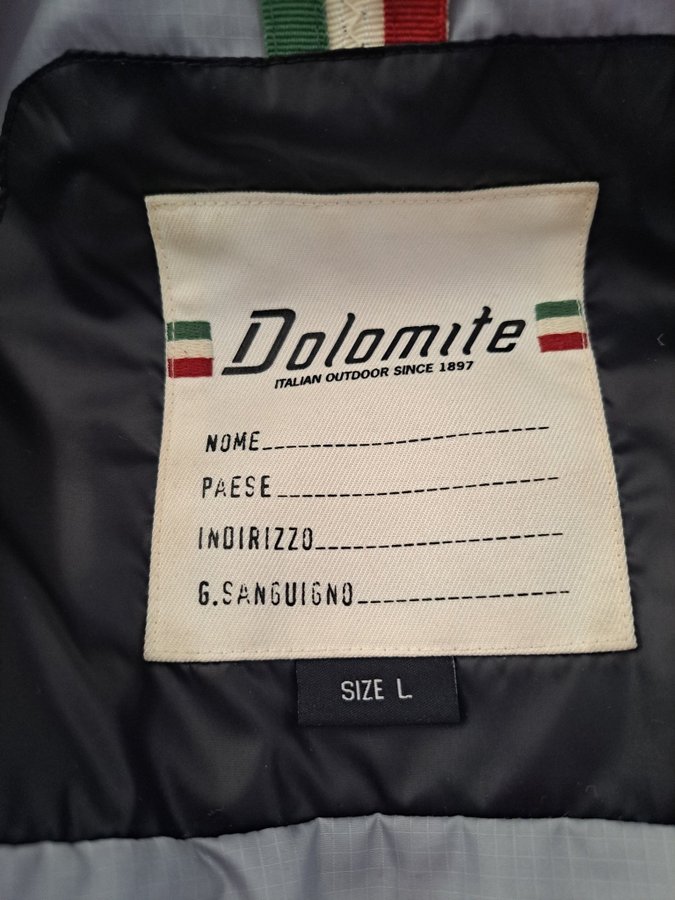 Dolomite
ITALIAN OUTDOOR SINCE 1897
NOME
PAESE
INDIRIZZO
G.SANGUIGNO
SIZE L